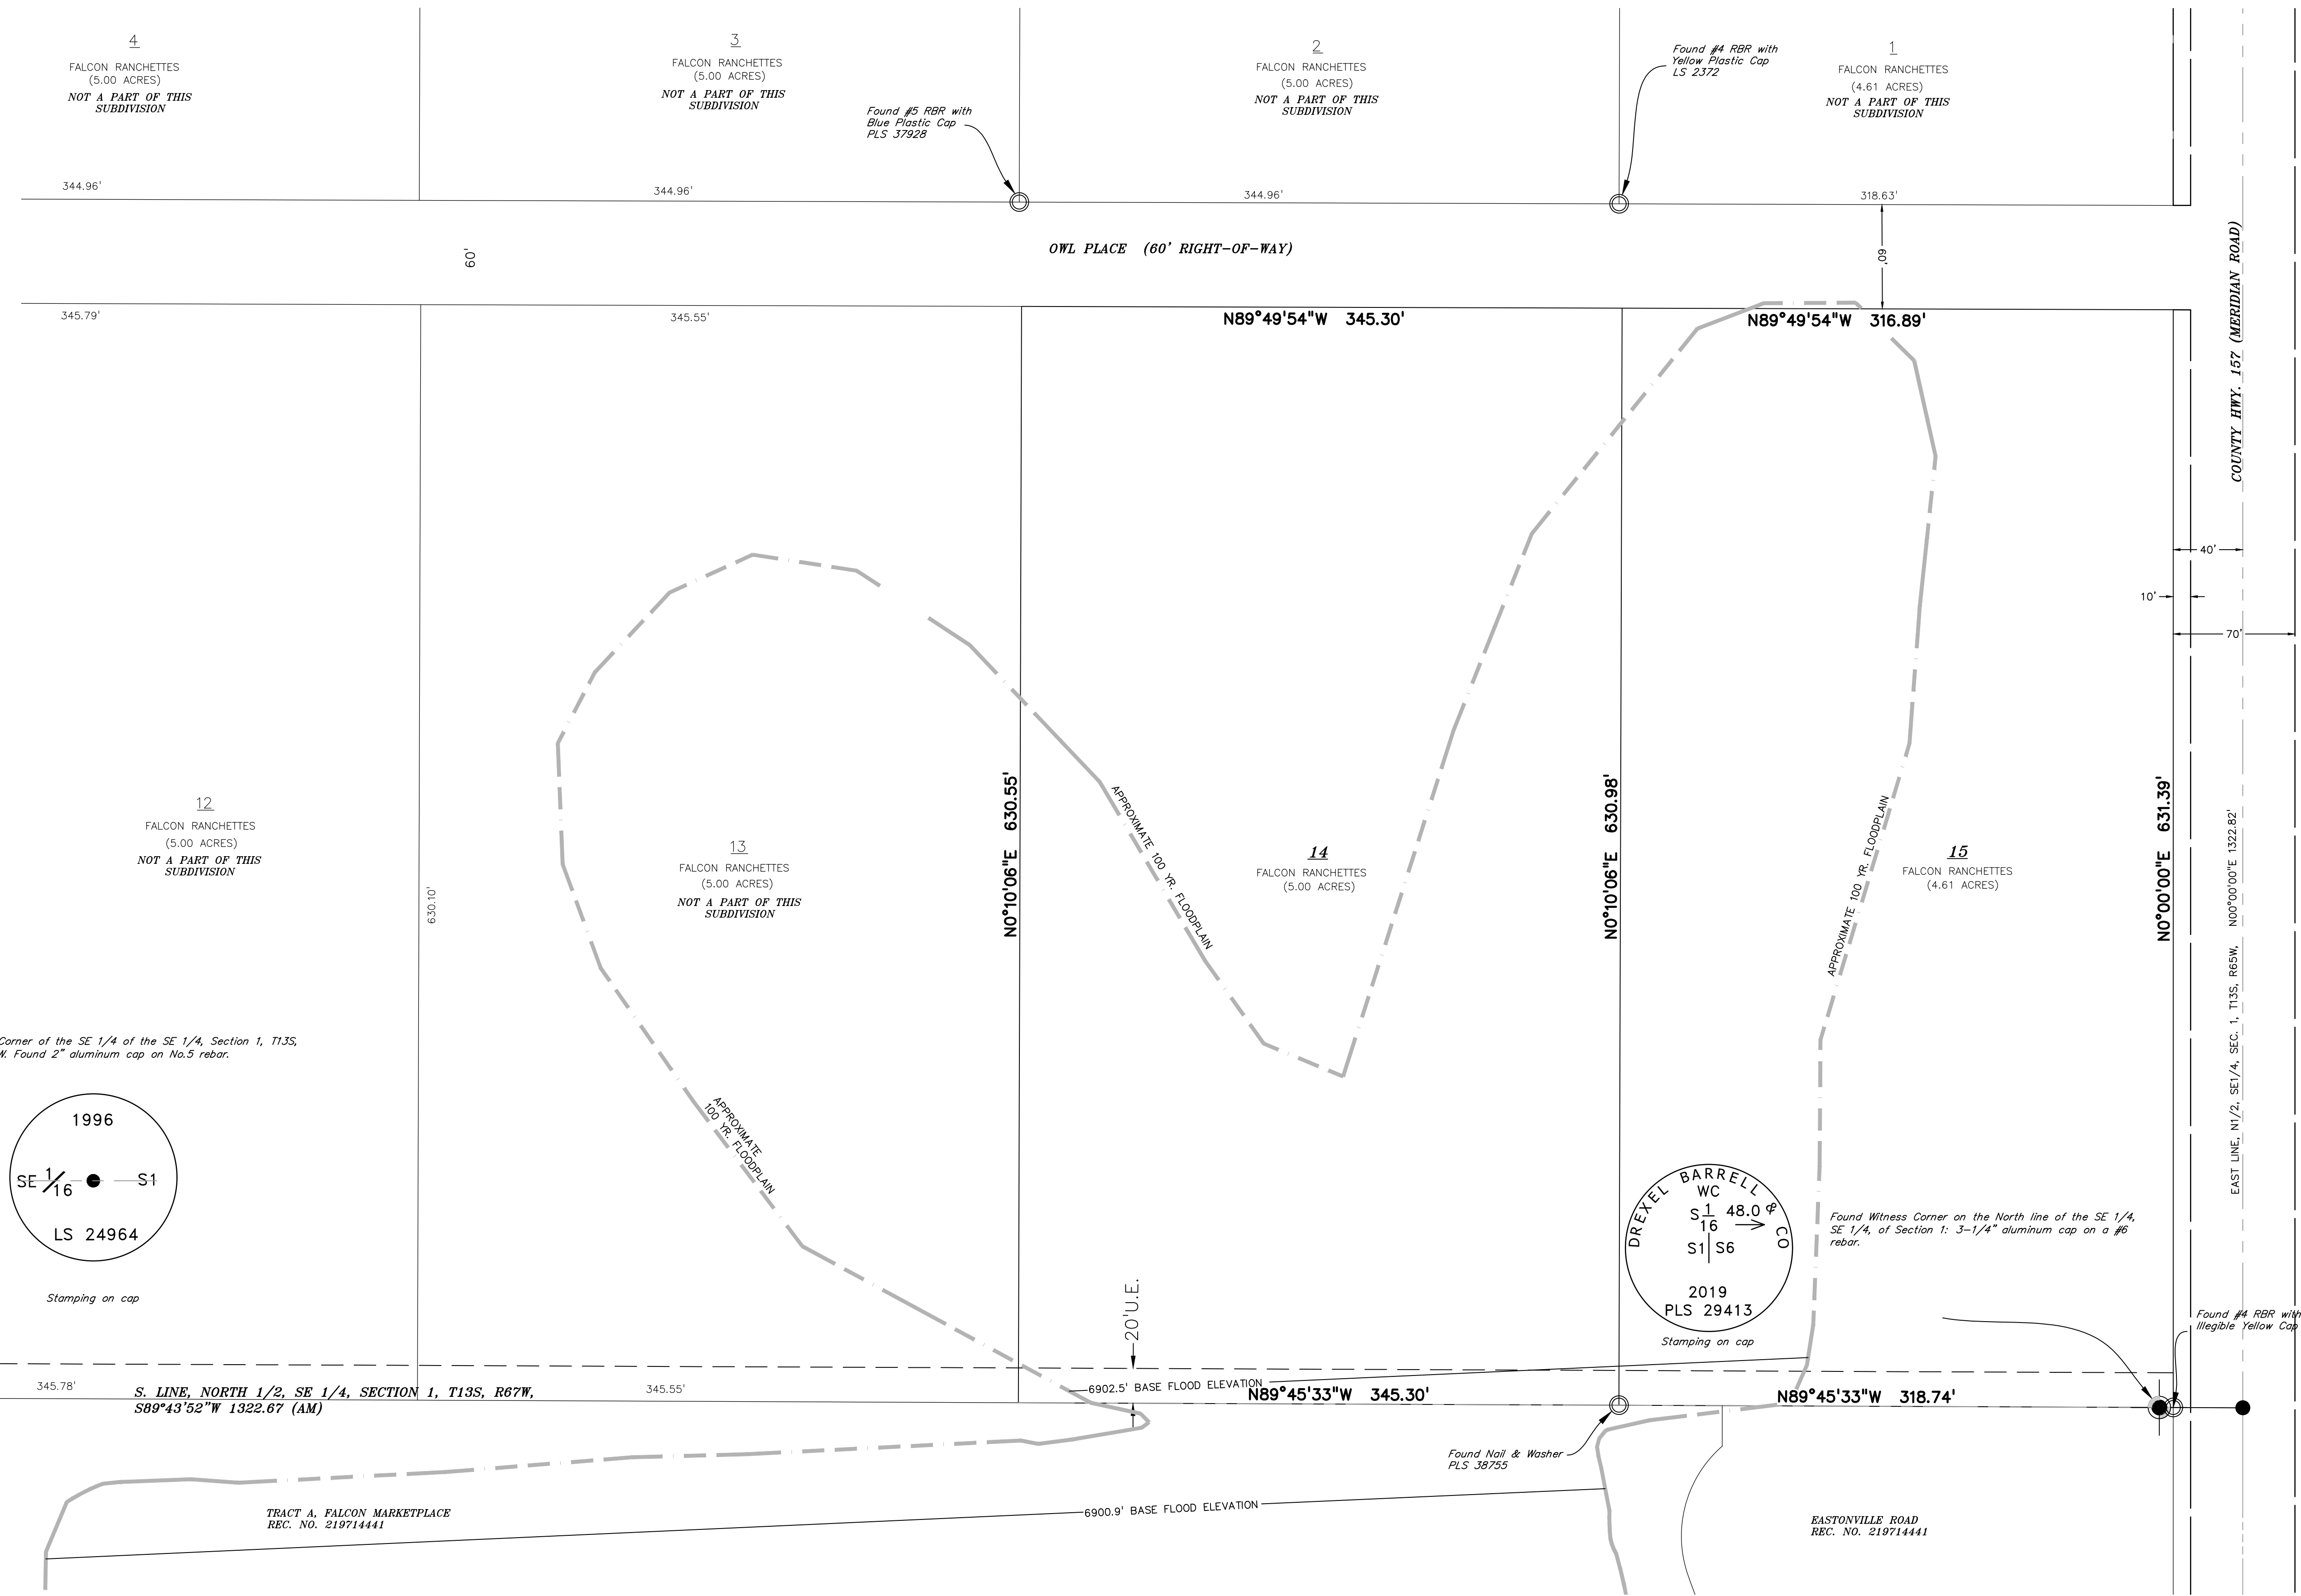 4
FALCON RANCHETTES
(5.00 ACRES)
NOT A PART OF THIS
SUBDIVISION
3
FALCON RANCHETTES
(5.00 ACRES)
NOT A PART OF THIS
SUBDIVISION
2
FALCON RANCHETTES
(5.00 ACRES)
NOT A PART OF THIS
SUBDIVISION
Found #4 RBR with
Yellow Plastic Cap
LS 2372
1
FALCON RANCHETTES
(4.61 ACRES)
NOT A PART OF THIS
SUBDIVISION
Found #5 RBR with
Blue Plastic Cap
PLS 37928
344.96'
344.96'
344.96'
318.63'
60'
OWL PLACE (60' RIGHT-OF-WAY)
60'
COUNTY HWY. 157 (MERIDIAN ROAD)
345.79'
345.55'
N89°49'54"W 345.30'
N89°49'54"W 316.89'
40'
10'
70'
12
FALCON RANCHETTES
(5.00 ACRES)
NOT A PART OF THIS
SUBDIVISION
630.10'
13
FALCON RANCHETTES
(5.00 ACRES)
NOT A PART OF THIS
SUBDIVISION
N0°10'06"E 630.55'
APPROXIMATE 100 YR. FLOODPLAIN
14
FALCON RANCHETTES
(5.00 ACRES)
N0°10'06"E 630.98'
APPROXIMATE 100 YR. FLOODPLAIN
15
FALCON RANCHETTES
(4.61 ACRES)
N0°00'00"E 631.39'
EAST LINE, N1/2, SE1/4, SEC. 1, T13S, R65W, N00°00'00"E 1322.82'
Corner of the SE 1/4 of the SE 1/4, Section 1, T13S,
W. Found 2" aluminum cap on No.5 rebar.
1996
SE 1/16 S1
LS 24964
Stamping on cap
APPROXIMATE
100 YR. FLOODPLAIN
DREXEL BARRELL & CO
WC
S 1/16 48.0
S1 S6
2019
PLS 29413
Stamping on cap
Found Witness Corner on the North line of the SE 1/4,
SE 1/4, of Section 1: 3-1/4" aluminum cap on a #6
rebar.
Found #4 RBR with
Illegible Yellow Cap
20'U.E.
345.78'
S. LINE, NORTH 1/2, SE 1/4, SECTION 1, T13S, R67W,
S89°43'52"W 1322.67 (AM)
345.55'
6902.5' BASE FLOOD ELEVATION
N89°45'33"W 345.30'
N89°45'33"W 318.74'
Found Nail & Washer
PLS 38755
TRACT A, FALCON MARKETPLACE
REC. NO. 219714441
6900.9' BASE FLOOD ELEVATION
EASTONVILLE ROAD
REC. NO. 219714441